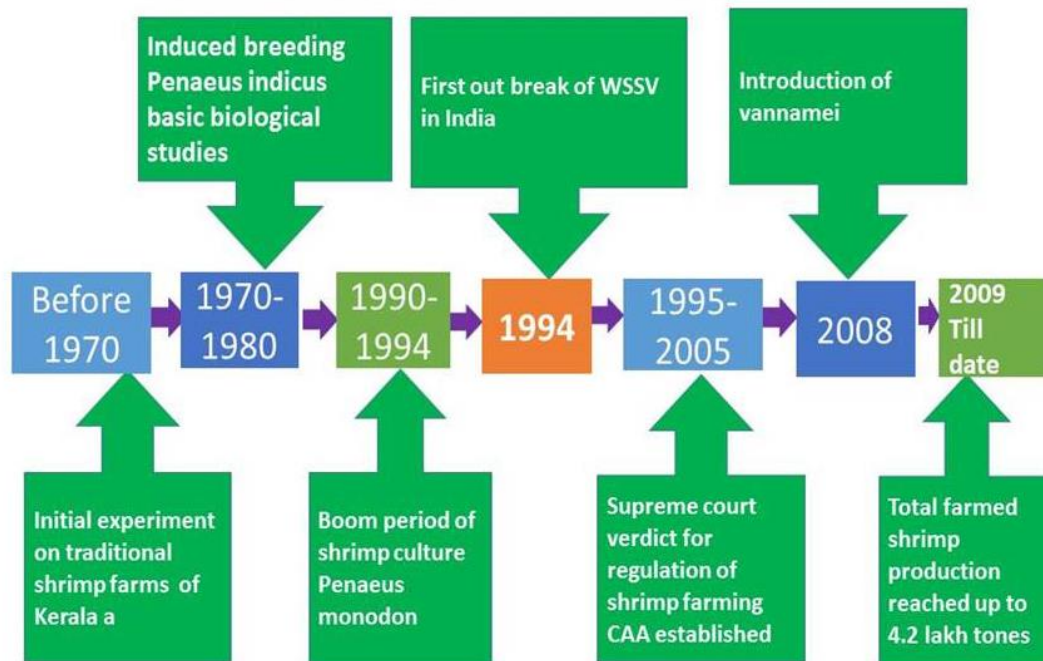 Induced breeding
Penaeus indicus
basic biological
studies
First out break of WSSV
in India
Introduction of
vannamei
Before
1970
1970-
1980
1990-
1994
1994
1995-
2005
2008
2009
Till
date
Initial experiment
on traditional
shrimp farms of
Kerala a
Boom period of
shrimp culture
Penaeus
monodon
Supreme court
verdict for
regulation of
shrimp farming
CAA established
Total farmed
shrimp
production
reached up to
4.2 lakh tones